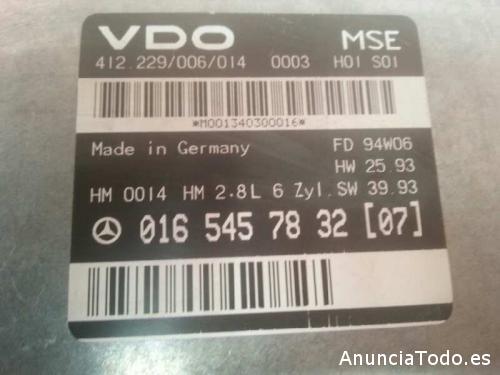 VDO MSE
412.229/006/014 0003 H01 S01
*M001340300016*
Made in Germany FD 94W06
HW 25.93
HM 0014 HM 2.8L 6 Zyl. SW 39.93
016 545 78 32 [07]
AnunciaTodo.es